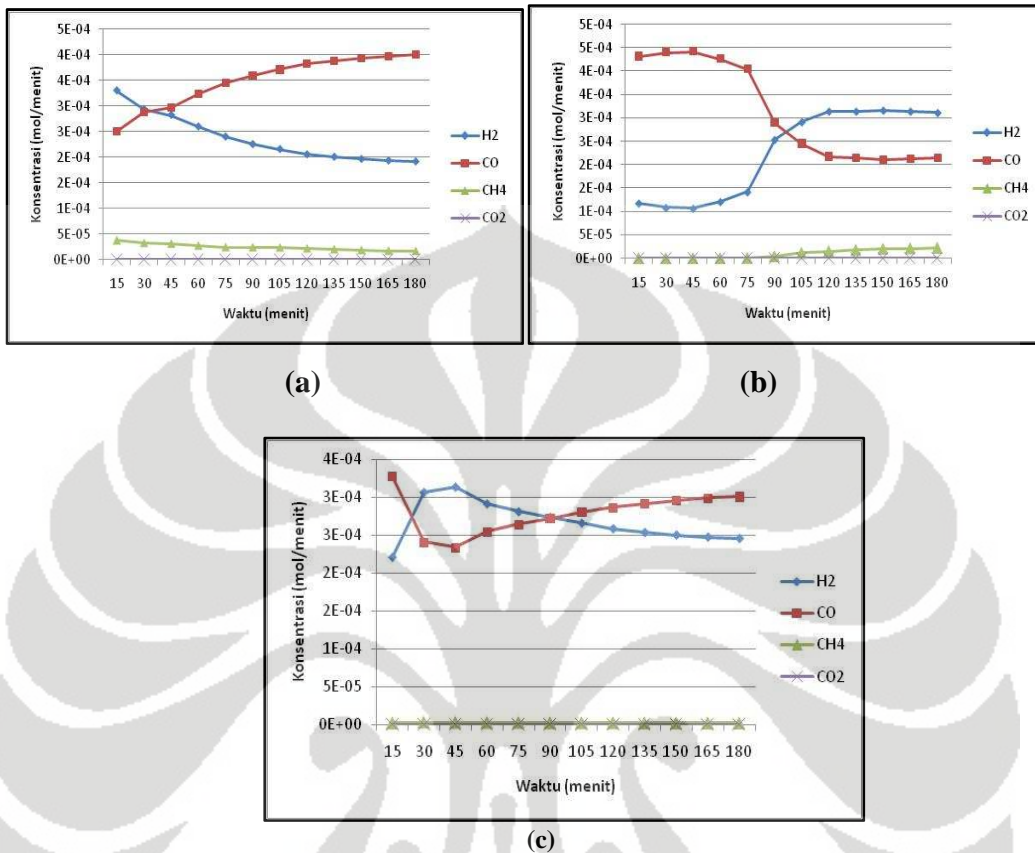 5E-04
4E-04
4E-04
3E-04
3E-04
2E-04
2E-04
1E-04
5E-05
0E+00
Konsentrasi (mol/menit)
15 30 45 60 75 90 105 120 135 150 165 180
Waktu (menit)
H2
CO
CH4
CO2
(a)
5E-04
5E-04
4E-04
4E-04
3E-04
3E-04
2E-04
2E-04
1E-04
5E-05
0E+00
Konsentrasi (mol/menit)
15 30 45 60 75 90 105 120 135 150 165 180
Waktu (menit)
H2
CO
CH4
CO2
(b)
4E-04
3E-04
3E-04
2E-04
2E-04
1E-04
5E-05
0E+00
Konsentrasi (mol/menit)
15 30 45 60 75 90 105 120 135 150 165 180
Waktu (menit)
H2
CO
CH4
CO2
(c)